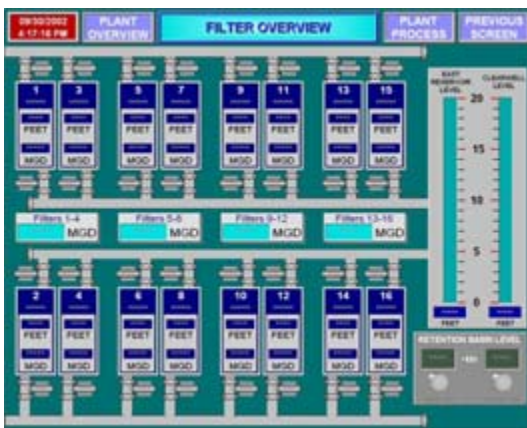 09/30/2002
4:17:16 PM
PLANT
OVERVIEW
FILTER OVERVIEW
PLANT
PROCESS
PREVIOUS
SCREEN
1 3 5 7 9 11 13 15
FEET FEET FEET FEET FEET FEET FEET FEET
MGD MGD MGD MGD MGD MGD MGD MGD
EAST
RESERVOIR
LEVEL
CLEARWELL
LEVEL
20
15
10
5
0
FEET FEET
Filters 1-4
MGD
Filters 5-8
MGD
Filters 9-12
MGD
Filters 13-16
MGD
2 4 6 8 10 12 14 16
FEET FEET FEET FEET FEET FEET FEET FEET
MGD MGD MGD MGD MGD MGD MGD MGD
RETENTION BASIN LEVEL